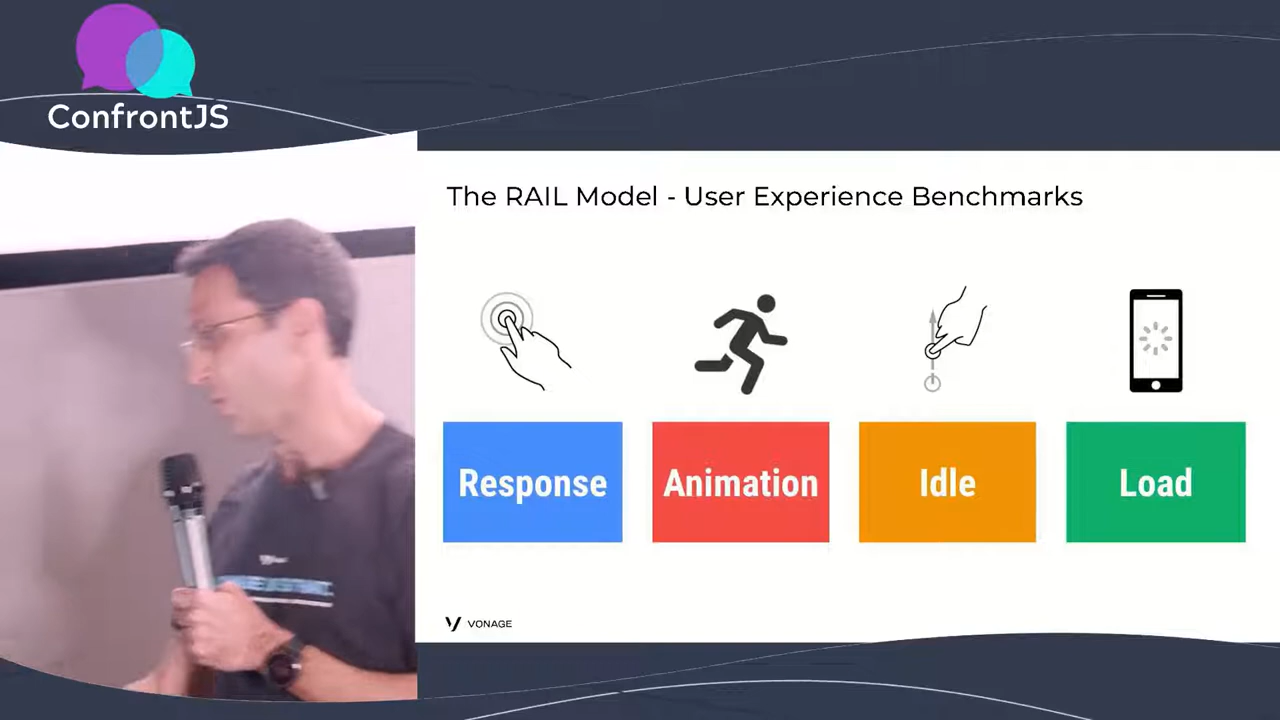 ConfrontJS
The RAIL Model - User Experience Benchmarks
Response
Animation
Idle
Load
VONAGE